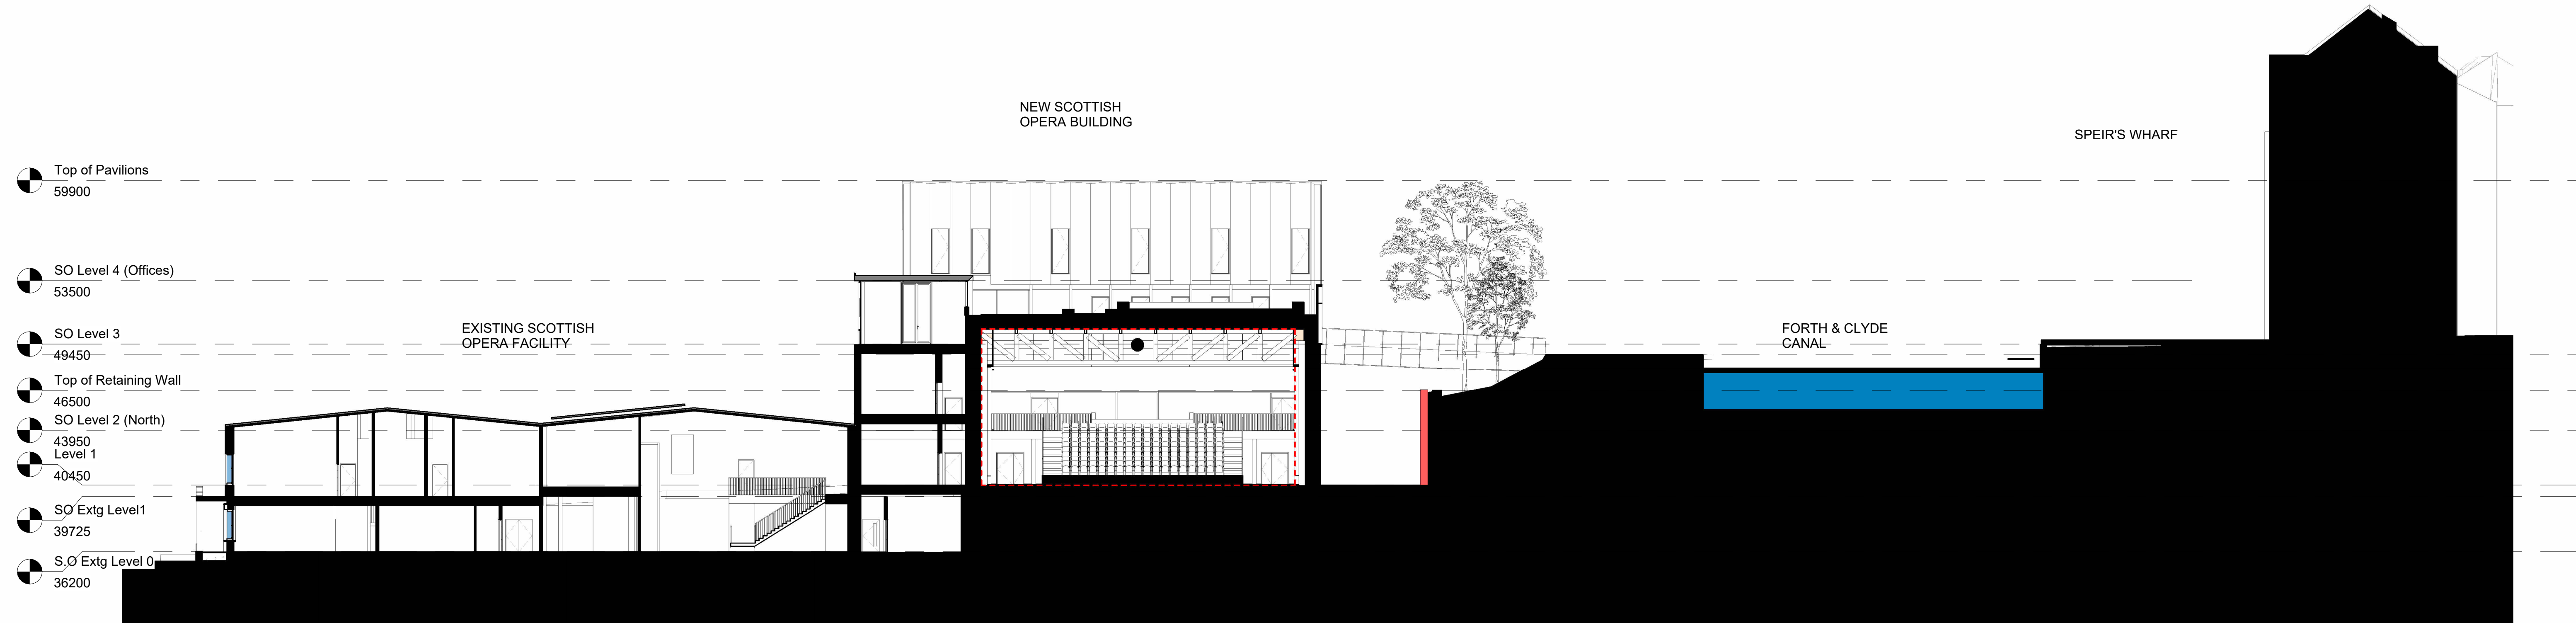 NEW SCOTTISH
OPERA BUILDING
SPEIR'S WHARF
Top of Pavilions
59900
SO Level 4 (Offices)
53500
EXISTING SCOTTISH
OPERA FACILITY
FORTH & CLYDE
CANAL
SO Level 3
49450
Top of Retaining Wall
46500
SO Level 2 (North)
43950
Level 1
40450
SO Extg Level1
39725
S.O Extg Level 0
36200